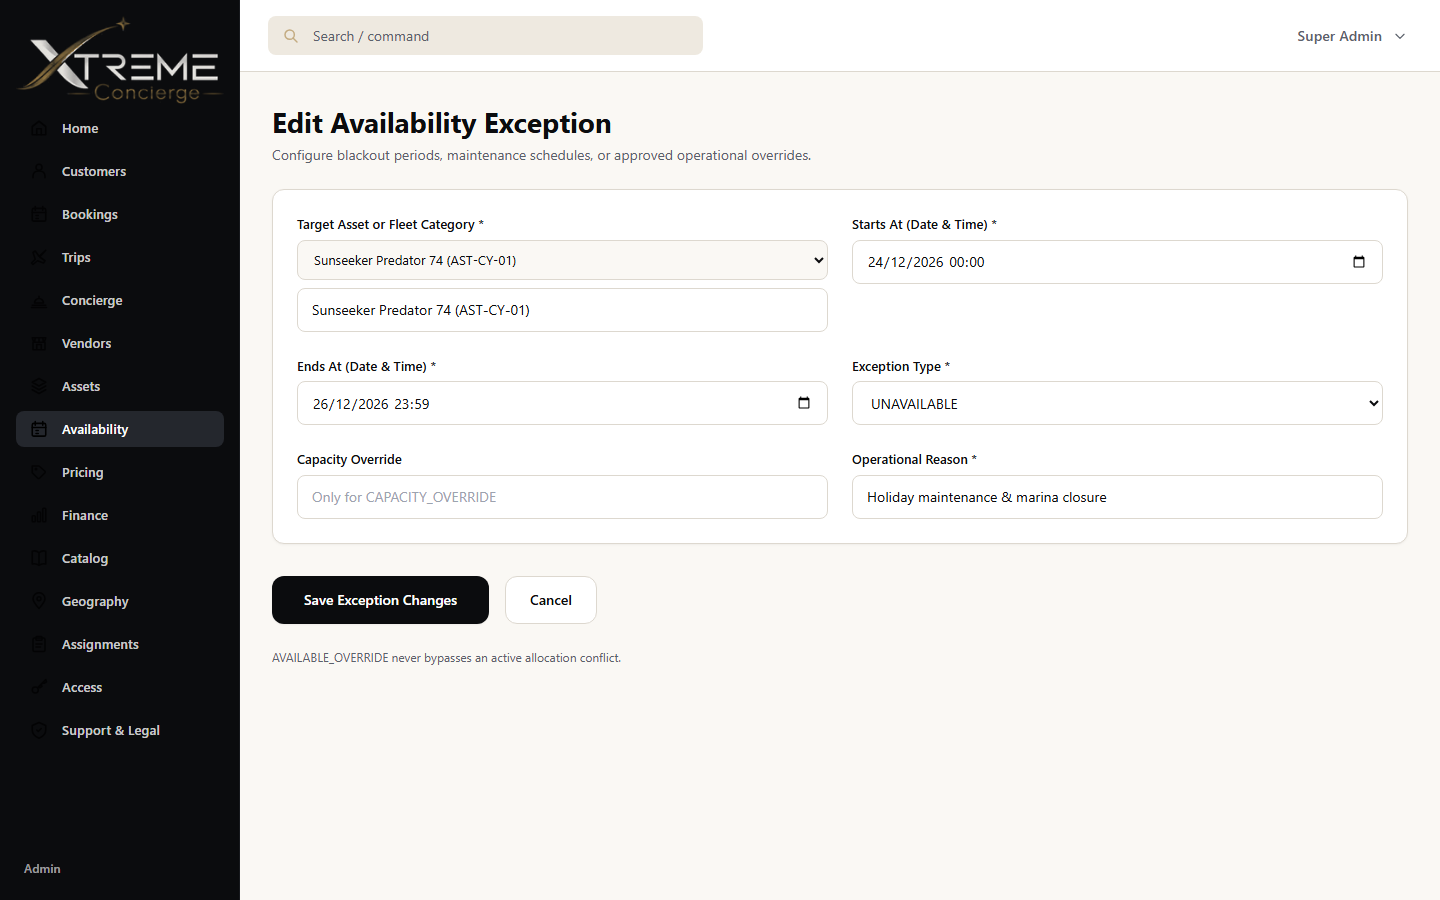 XTREME
Concierge
Home
Customers
Bookings
Trips
Concierge
Vendors
Assets
Availability
Pricing
Finance
Catalog
Geography
Assignments
Access
Support & Legal
Admin
Search / command
Super Admin
Edit Availability Exception
Configure blackout periods, maintenance schedules, or approved operational overrides.
Target Asset or Fleet Category *
Sunseeker Predator 74 (AST-CY-01)
Sunseeker Predator 74 (AST-CY-01)
Starts At (Date & Time) *
24/12/2026 00:00
Ends At (Date & Time) *
26/12/2026 23:59
Exception Type *
UNAVAILABLE
Capacity Override
Only for CAPACITY_OVERRIDE
Operational Reason *
Holiday maintenance & marina closure
Save Exception Changes
Cancel
AVAILABLE_OVERRIDE never bypasses an active allocation conflict.